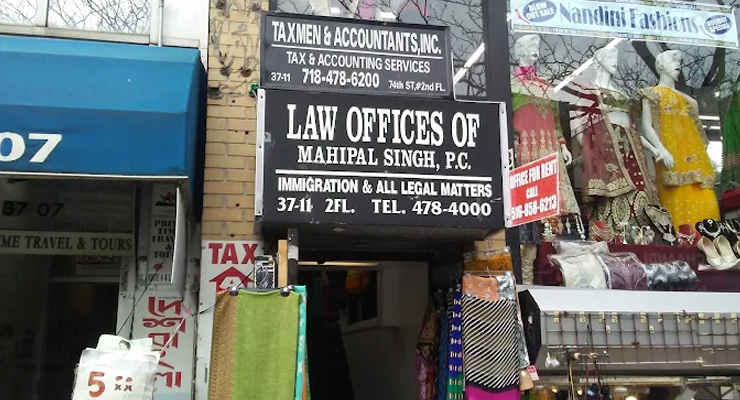 TAXMEN & ACCOUNTANTS, INC.
TAX & ACCOUNTING SERVICES
37-11 718-478-6200 74th ST, #2nd FL.
LAW OFFICES OF
MAHIPAL SINGH, P.C.
IMMIGRATION & ALL LEGAL MATTERS
37-11 2FL. TEL. 478-4000
Nandini Fashions
OFFICE FOR RENT
CALL
516-858-6213
07
37-07
TRAVEL & TOURS
TAX
5